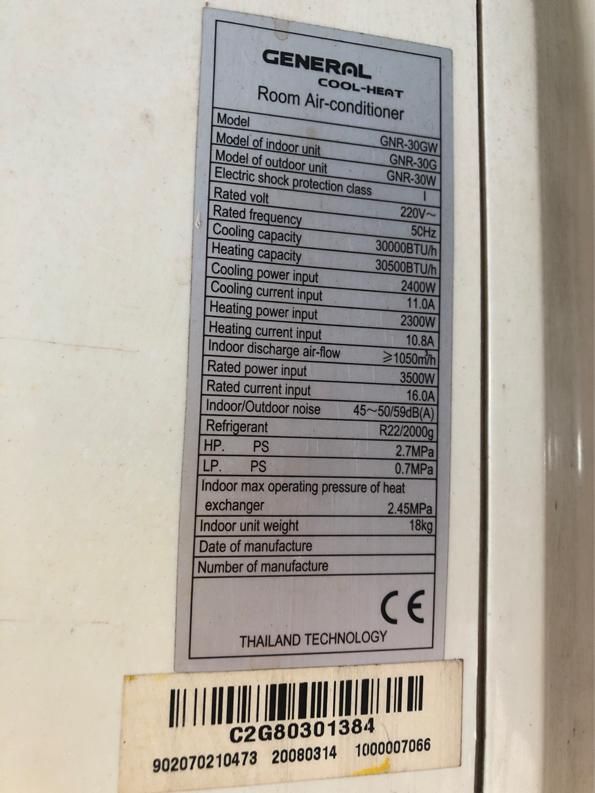 GENERAL
COOL-HEAT
Room Air-conditioner
Model GNR-30GW
Model of indoor unit GNR-30G
Model of outdoor unit GNR-30W
Electric shock protection class I
Rated volt 220V~
Rated frequency 5CHz
Cooling capacity 30000BTU/h
Heating capacity 30500BTU/h
Cooling power input 2400W
Cooling current input 11.0A
Heating power input 2300W
Heating current input 10.8A
Indoor discharge air-flow ≥1050m³/h
Rated power input 3500W
Rated current input 16.0A
Indoor/Outdoor noise 45~50/59dB(A)
Refrigerant R22/2000g
HP. PS 2.7MPa
LP. PS 0.7MPa
Indoor max operating pressure of heat
exchanger 2.45MPa
Indoor unit weight 18kg
Date of manufacture
Number of manufacture
CE
THAILAND TECHNOLOGY
C2G80301384
902070210473 20080314 1000007066